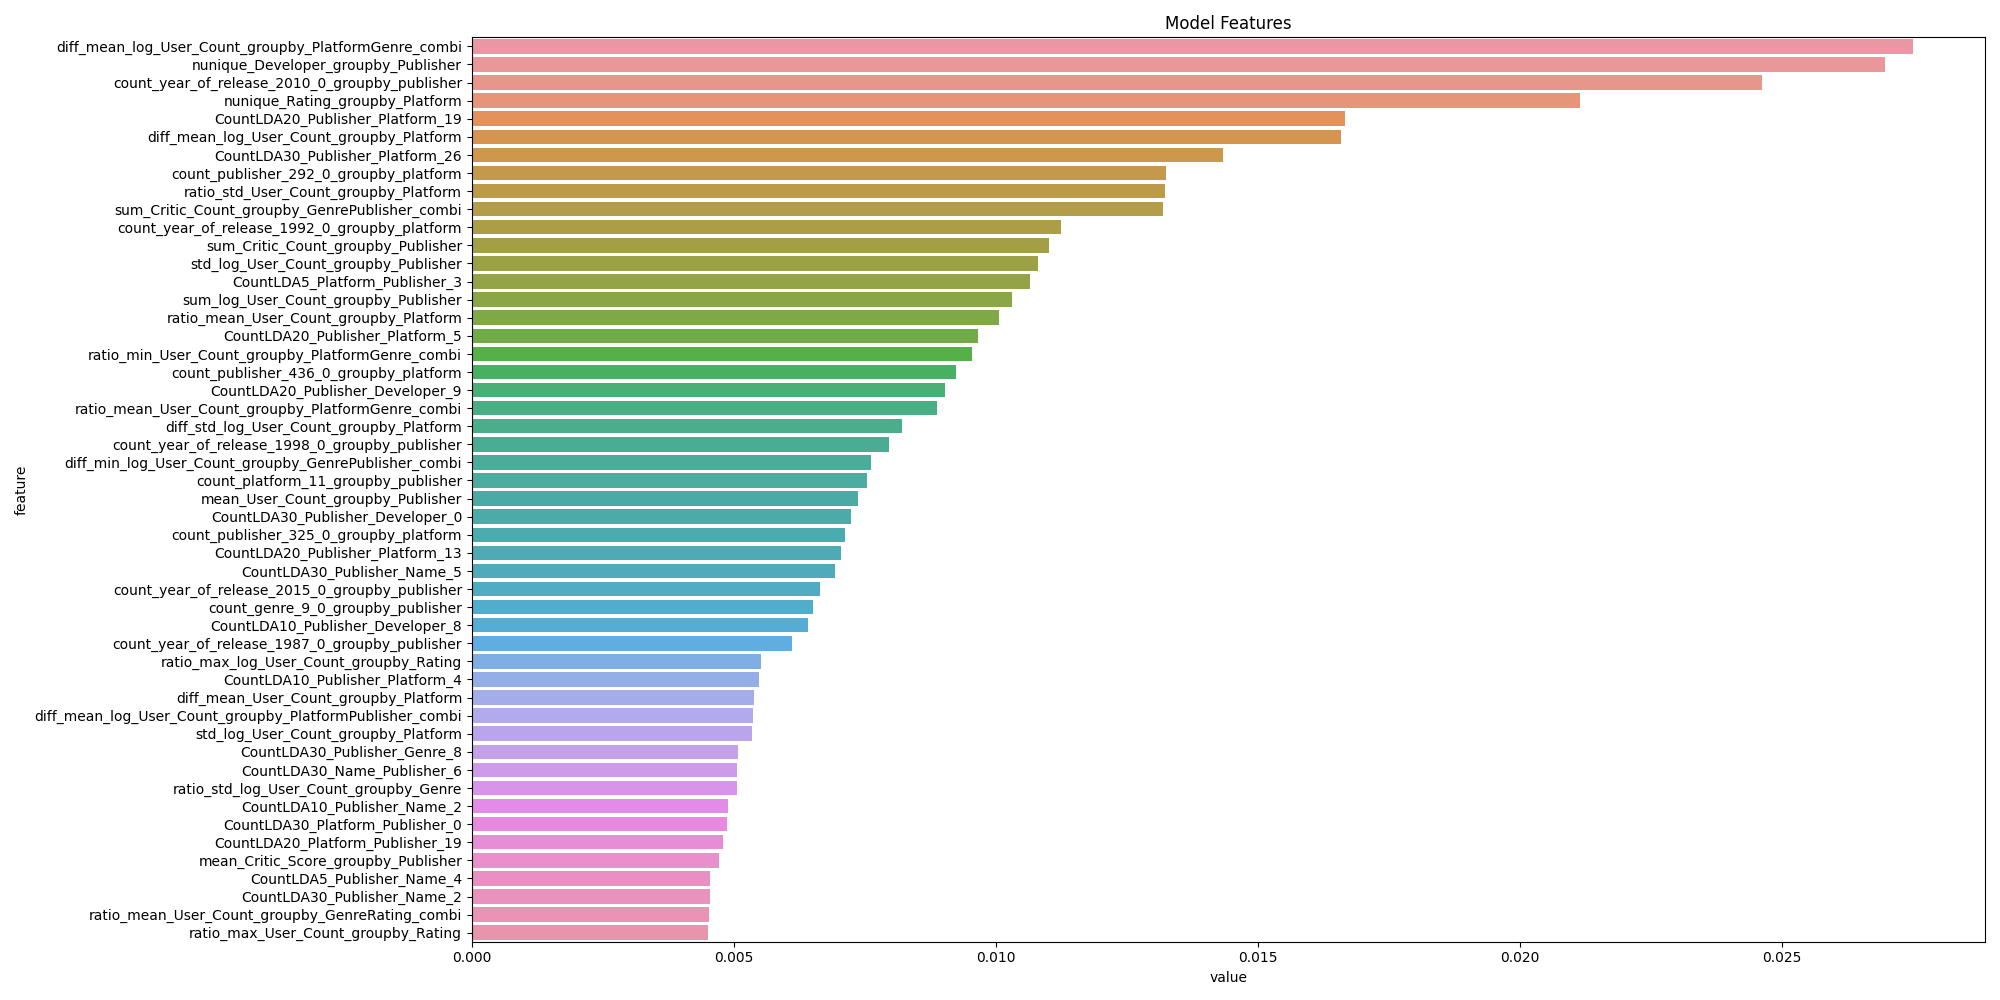 Model Features
diff_mean_log_User_Count_groupby_PlatformGenre_combi
nunique_Developer_groupby_Publisher
count_year_of_release_2010_0_groupby_publisher
nunique_Rating_groupby_Platform
CountLDA20_Publisher_Platform_19
diff_mean_log_User_Count_groupby_Platform
CountLDA30_Publisher_Platform_26
count_publisher_292_0_groupby_platform
ratio_std_User_Count_groupby_Platform
sum_Critic_Count_groupby_GenrePublisher_combi
count_year_of_release_1992_0_groupby_platform
sum_Critic_Count_groupby_Publisher
std_log_User_Count_groupby_Publisher
CountLDA5_Platform_Publisher_3
sum_log_User_Count_groupby_Publisher
ratio_mean_User_Count_groupby_Platform
CountLDA20_Publisher_Platform_5
ratio_min_User_Count_groupby_PlatformGenre_combi
count_publisher_436_0_groupby_platform
CountLDA20_Publisher_Developer_9
ratio_mean_User_Count_groupby_PlatformGenre_combi
diff_std_log_User_Count_groupby_Platform
count_year_of_release_1998_0_groupby_publisher
diff_min_log_User_Count_groupby_GenrePublisher_combi
count_platform_11_groupby_publisher
mean_User_Count_groupby_Publisher
CountLDA30_Publisher_Developer_0
count_publisher_325_0_groupby_platform
CountLDA20_Publisher_Platform_13
CountLDA30_Publisher_Name_5
count_year_of_release_2015_0_groupby_publisher
count_genre_9_0_groupby_publisher
CountLDA10_Publisher_Developer_8
count_year_of_release_1987_0_groupby_publisher
ratio_max_log_User_Count_groupby_Rating
CountLDA10_Publisher_Platform_4
diff_mean_User_Count_groupby_Platform
diff_mean_log_User_Count_groupby_PlatformPublisher_combi
std_log_User_Count_groupby_Platform
CountLDA30_Publisher_Genre_8
CountLDA30_Name_Publisher_6
ratio_std_log_User_Count_groupby_Genre
CountLDA10_Publisher_Name_2
CountLDA30_Platform_Publisher_0
CountLDA20_Platform_Publisher_19
mean_Critic_Score_groupby_Publisher
CountLDA5_Publisher_Name_4
CountLDA30_Publisher_Name_2
ratio_mean_User_Count_groupby_GenreRating_combi
ratio_max_User_Count_groupby_Rating
feature
0.000 0.005 0.010 0.015 0.020 0.025
value